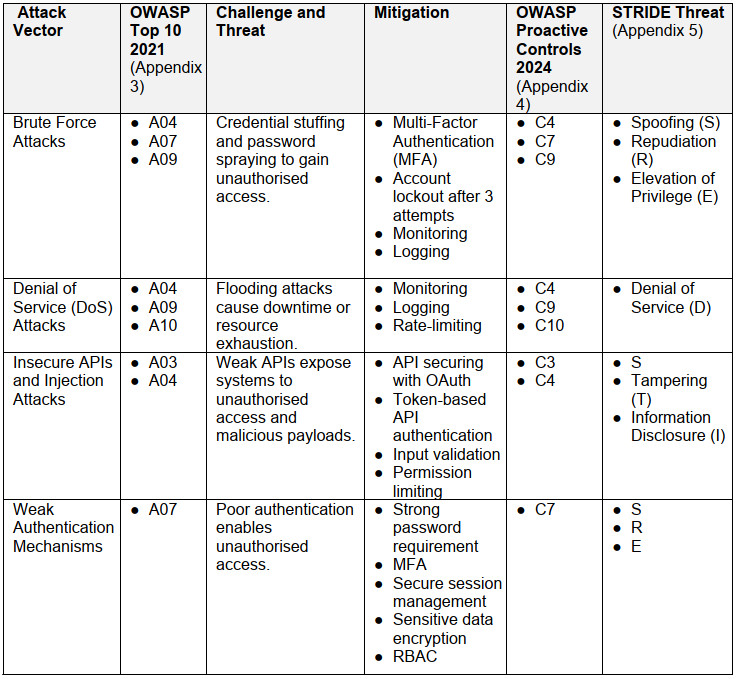 Attack
Vector
OWASP
Top 10
2021
(Appendix
3)
Challenge and
Threat
Mitigation
OWASP
Proactive
Controls
2024
(Appendix
4)
STRIDE Threat
(Appendix 5)
Brute Force
Attacks
● A04
● A07
● A09
Credential stuffing
and password
spraying to gain
unauthorised
access.
● Multi-Factor
Authentication
(MFA)
● Account
lockout after 3
attempts
● Monitoring
● Logging
● C4
● C7
● C9
● Spoofing (S)
● Repudiation
(R)
● Elevation of
Privilege (E)
Denial of
Service (DoS)
Attacks
● A04
● A09
● A10
Flooding attacks
cause downtime or
resource
exhaustion.
● Monitoring
● Logging
● Rate-limiting
● C4
● C9
● C10
● Denial of
Service (D)
Insecure APIs
and Injection
Attacks
● A03
● A04
Weak APIs expose
systems to
unauthorised
access and
malicious payloads.
● API securing
with OAuth
● Token-based
API
authentication
● Input validation
● Permission
limiting
● C3
● C4
● S
● Tampering
(T)
● Information
Disclosure (I)
Weak
Authentication
Mechanisms
● A07
Poor authentication
enables
unauthorised
access.
● Strong
password
requirement
● MFA
● Secure session
management
● Sensitive data
encryption
● RBAC
● C7
● S
● R
● E